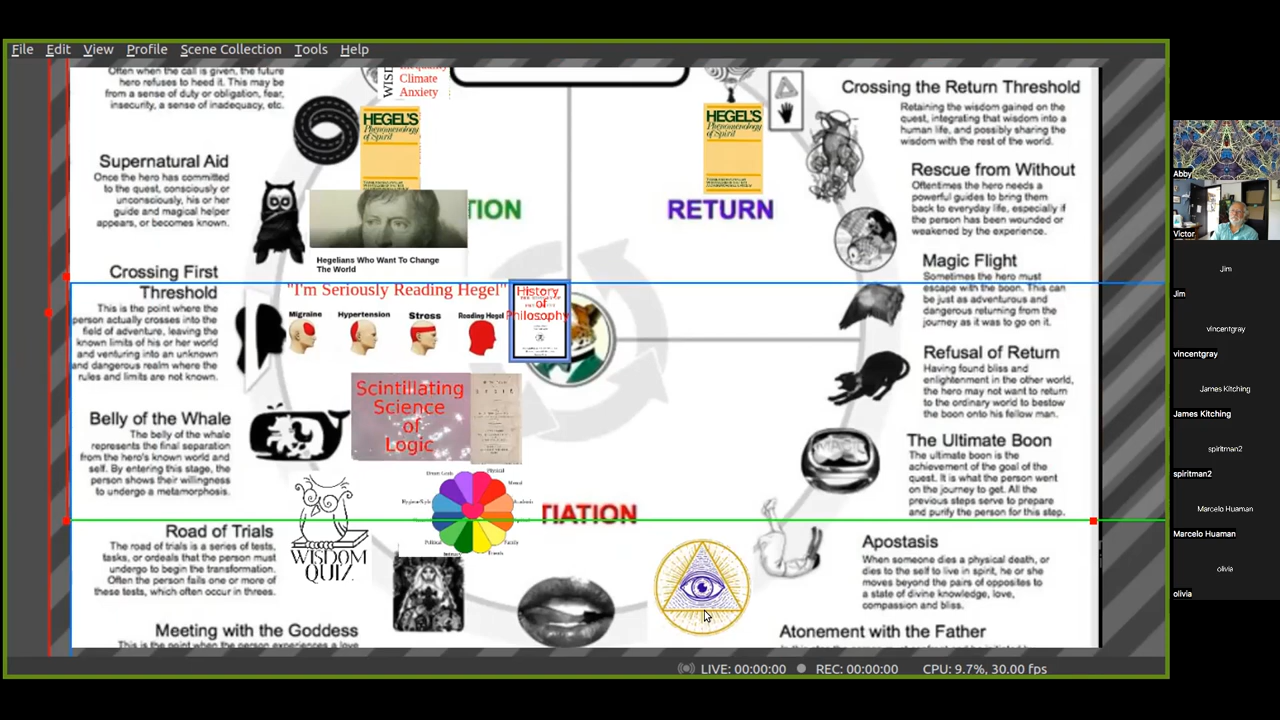 File Edit View Profile Scene Collection Tools Help
Often when the call is given, the future
hero refuses to heed it. This may be
from a sense of duty or obligation, fear,
insecurity, a sense of inadequacy, etc.
Climate
Anxiety
HEGEL'S
Phenomenology
of Spirit
Supernatural Aid
Once the hero has committed
to the quest, consciously or
unconsciously, his or her
guide and magical helper
appears, or becomes known.
TION
Hegelians Who Want To Change
The World
Crossing First
Threshold
This is the point where the
person actually crosses into the
field of adventure, leaving the
known limits of his or her world
and venturing into an unknown
and dangerous realm where the
rules and limits are not known.
"I'm Seriously Reading Hegel"
Migraine
Hypertension
Stress
Reading Hegel
History
of
Philosophy
Belly of the Whale
The belly of the whale
represents the final separation
from the hero's known world and
self. By entering this stage, the
person shows their willingness
to undergo a metamorphosis.
Scintillating
Science
of
Logic
Road of Trials
The road of trials is a series of tests,
tasks, or ordeals that the person must
undergo to begin the transformation.
Often the person fails one or more of
these tests, which often occur in threes.
WISDOM
QUIZ
Physical
Family
Political
TIATION
Meeting with the Goddess
This is the point when the person experiences a love
HEGEL'S
Phenomenology
of Spirit
RETURN
Crossing the Return Threshold
Retaining the wisdom gained on the
quest, integrating that wisdom into a
human life, and possibly sharing the
wisdom with the rest of the world.
Rescue from Without
Oftentimes the hero needs a
powerful guides to bring them
back to everyday life, especially if
the person has been wounded or
weakened by the experience.
Magic Flight
Sometimes the hero must
escape with the boon. This can
be just as adventurous and
dangerous returning from the
journey as it was to go on it.
Refusal of Return
Having found bliss and
enlightenment in the other world,
the hero may not want to return
to the ordinary world to bestow
the boon onto his fellow man.
The Ultimate Boon
The ultimate boon is the
achievement of the goal of the
quest. It is what the person went
on the journey to get. All the
previous steps serve to prepare
and purify the person for this step.
Apostasis
When someone dies a physical death, or
dies to the self to live in spirit, he or she
moves beyond the pairs of opposites to
a state of divine knowledge, love,
compassion and bliss.
Atonement with the Father
LIVE: 00:00:00 REC: 00:00:00 CPU: 9.7%, 30.00 fps
Abby
Victor
Jim
Jim
vincentgray
vincentgray
James Kitching
James Kitching
spiritman2
spiritman2
Marcelo Huaman
Marcelo Huaman
olivia
olivia